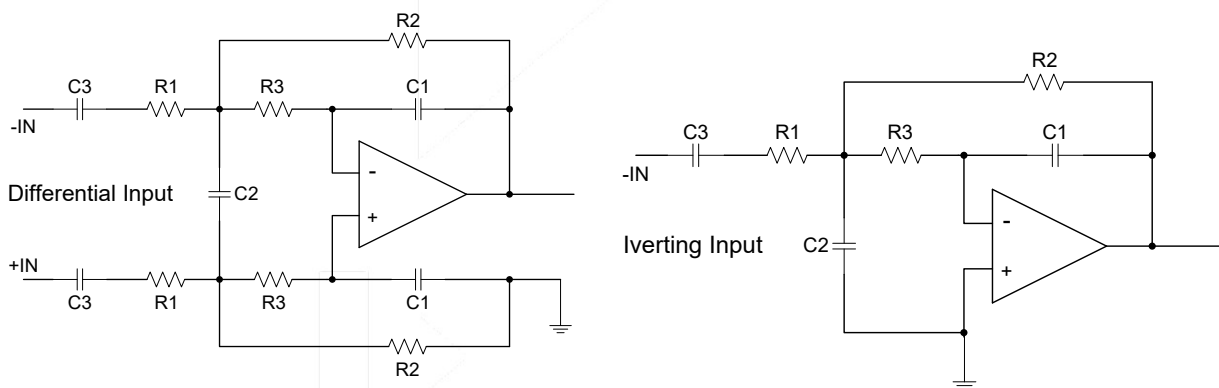 R2
C3
R1
R3
C1
-IN
-
Differential Input
C2
+
+IN
C3
R1
R3
C1
R2
R2
C3
R1
R3
C1
-IN
-
Iverting Input
C2
+